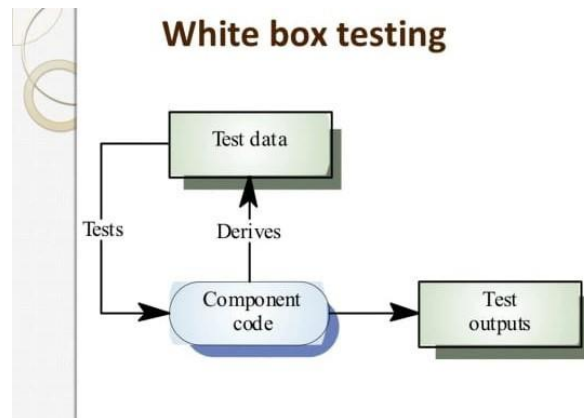 White box testing
Test data
Tests
Derives
Component
code
Test
outputs